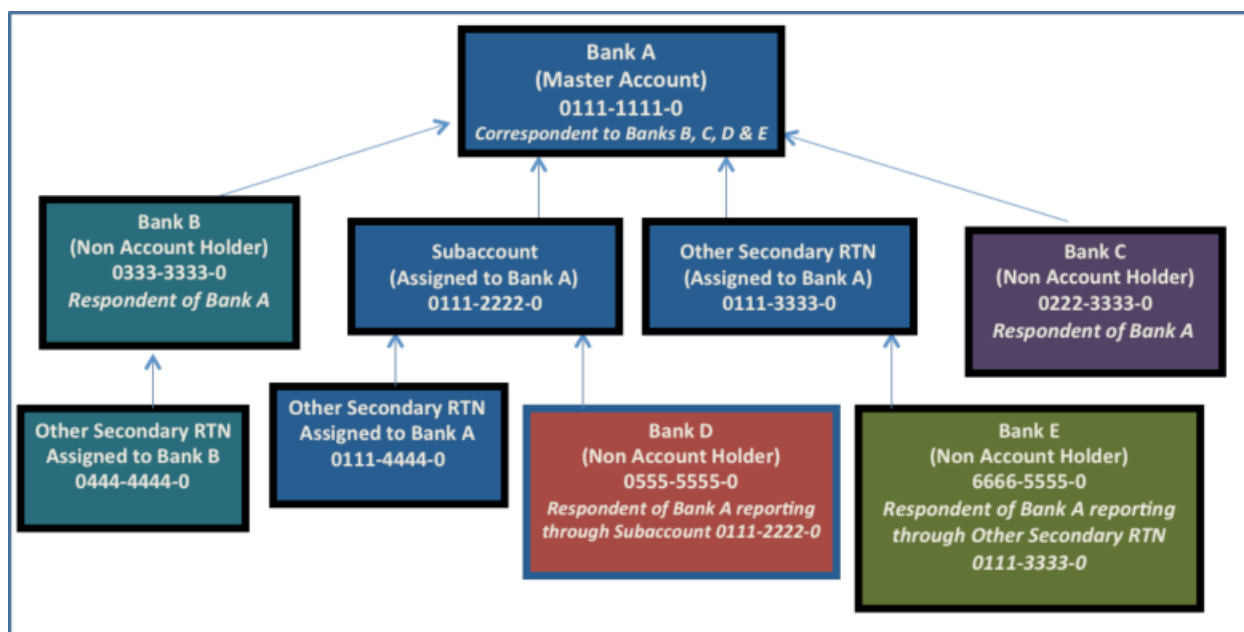 Bank A
(Master Account)
0111-1111-0
Correspondent to Banks B, C, D & E
Bank B
(Non Account Holder)
0333-3333-0
Respondent of Bank A
Subaccount
(Assigned to Bank A)
0111-2222-0
Other Secondary RTN
(Assigned to Bank A)
0111-3333-0
Bank C
(Non Account Holder)
0222-3333-0
Respondent of Bank A
Other Secondary RTN
Assigned to Bank B
0444-4444-0
Other Secondary RTN
Assigned to Bank A
0111-4444-0
Bank D
(Non Account Holder)
0555-5555-0
Respondent of Bank A reporting
through Subaccount 0111-2222-0
Bank E
(Non Account Holder)
6666-5555-0
Respondent of Bank A reporting
through Other Secondary RTN
0111-3333-0